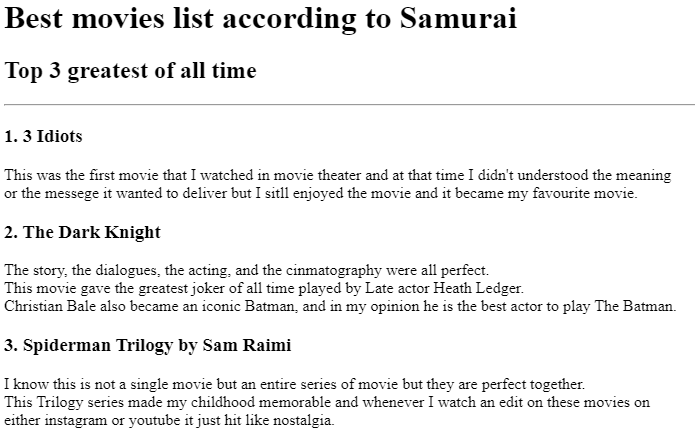 Best movies list according to Samurai
Top 3 greatest of all time
1. 3 Idiots
This was the first movie that I watched in movie theater and at that time I didn't understood the meaning
or the messege it wanted to deliver but I sitll enjoyed the movie and it became my favourite movie.
2. The Dark Knight
The story, the dialogues, the acting, and the cinmatography were all perfect.
This movie gave the greatest joker of all time played by Late actor Heath Ledger.
Christian Bale also became an iconic Batman, and in my opinion he is the best actor to play The Batman.
3. Spiderman Trilogy by Sam Raimi
I know this is not a single movie but an entire series of movie but they are perfect together.
This Trilogy series made my childhood memorable and whenever I watch an edit on these movies on
either instagram or youtube it just hit like nostalgia.